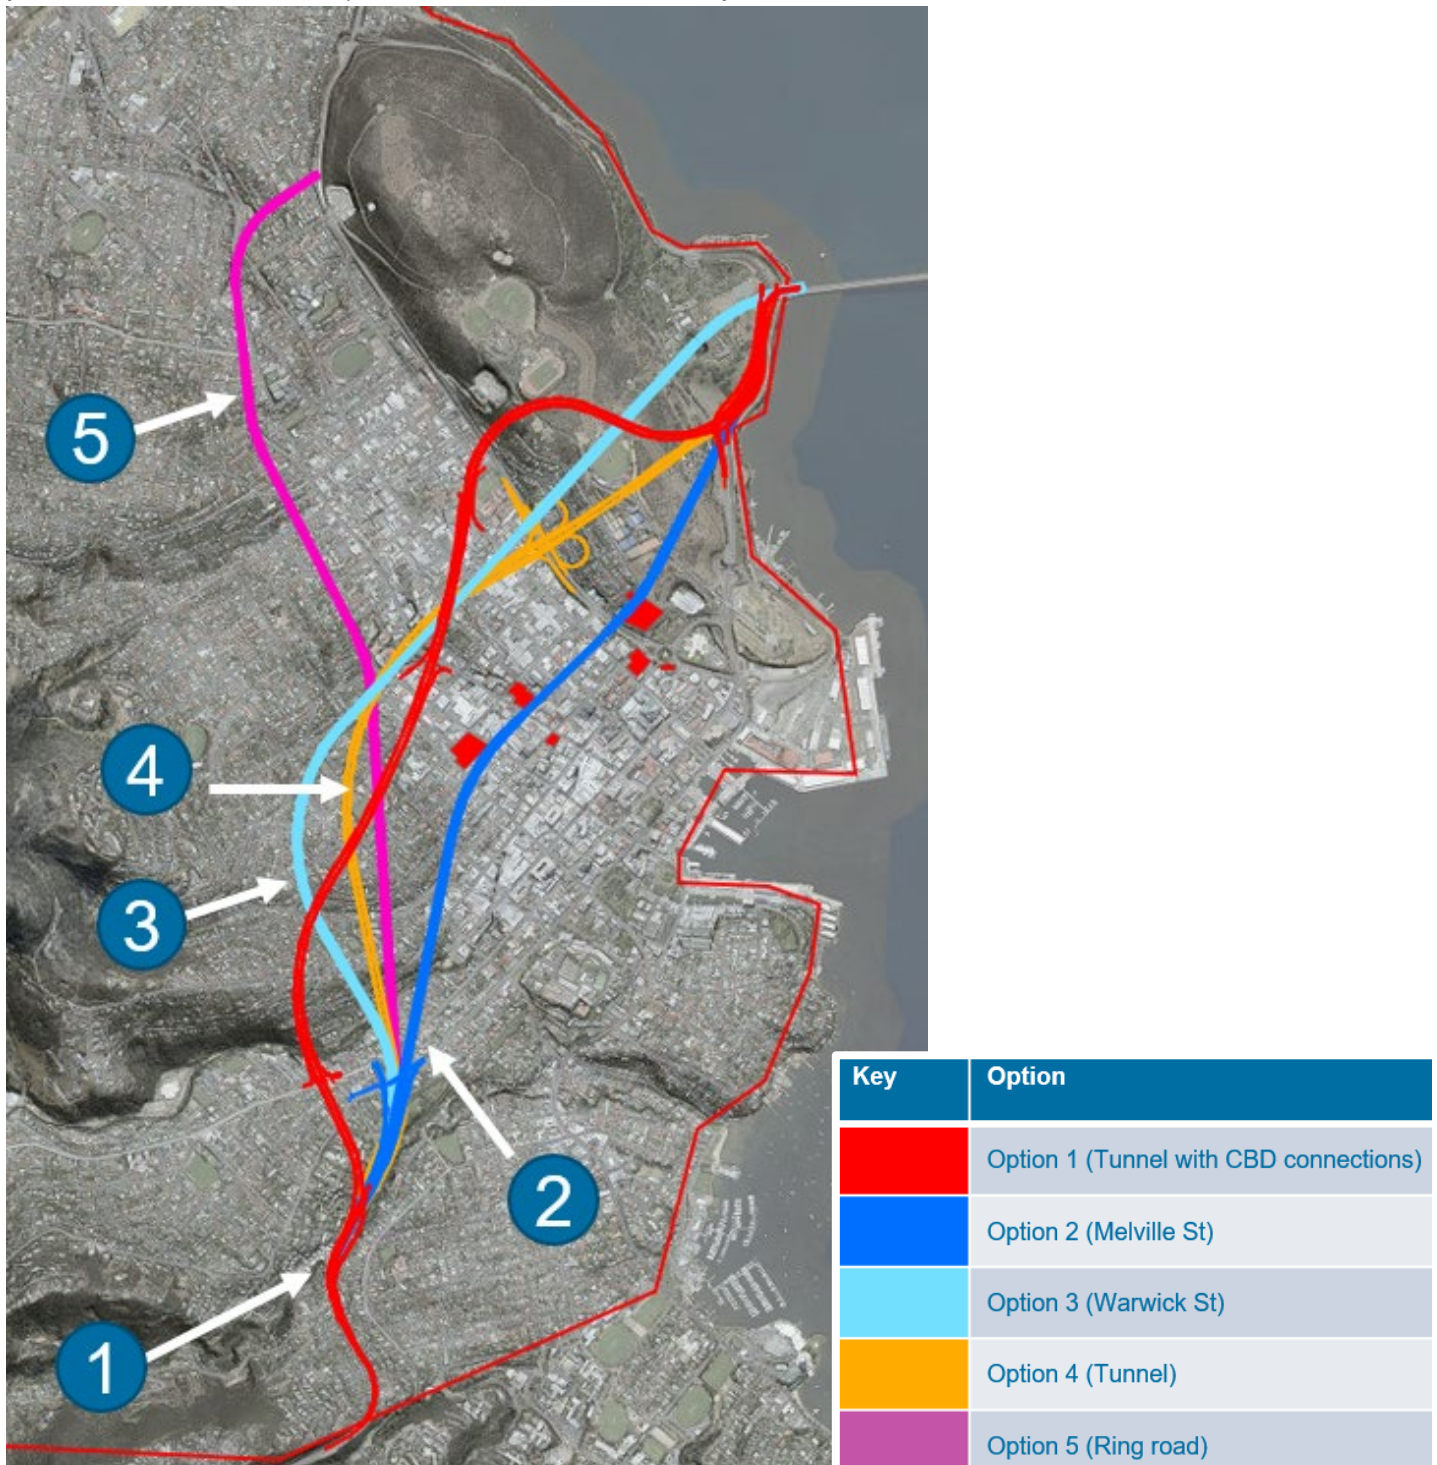 5
4
3
2
1
Key Option
Option 1 (Tunnel with CBD connections)
Option 2 (Melville St)
Option 3 (Warwick St)
Option 4 (Tunnel)
Option 5 (Ring road)